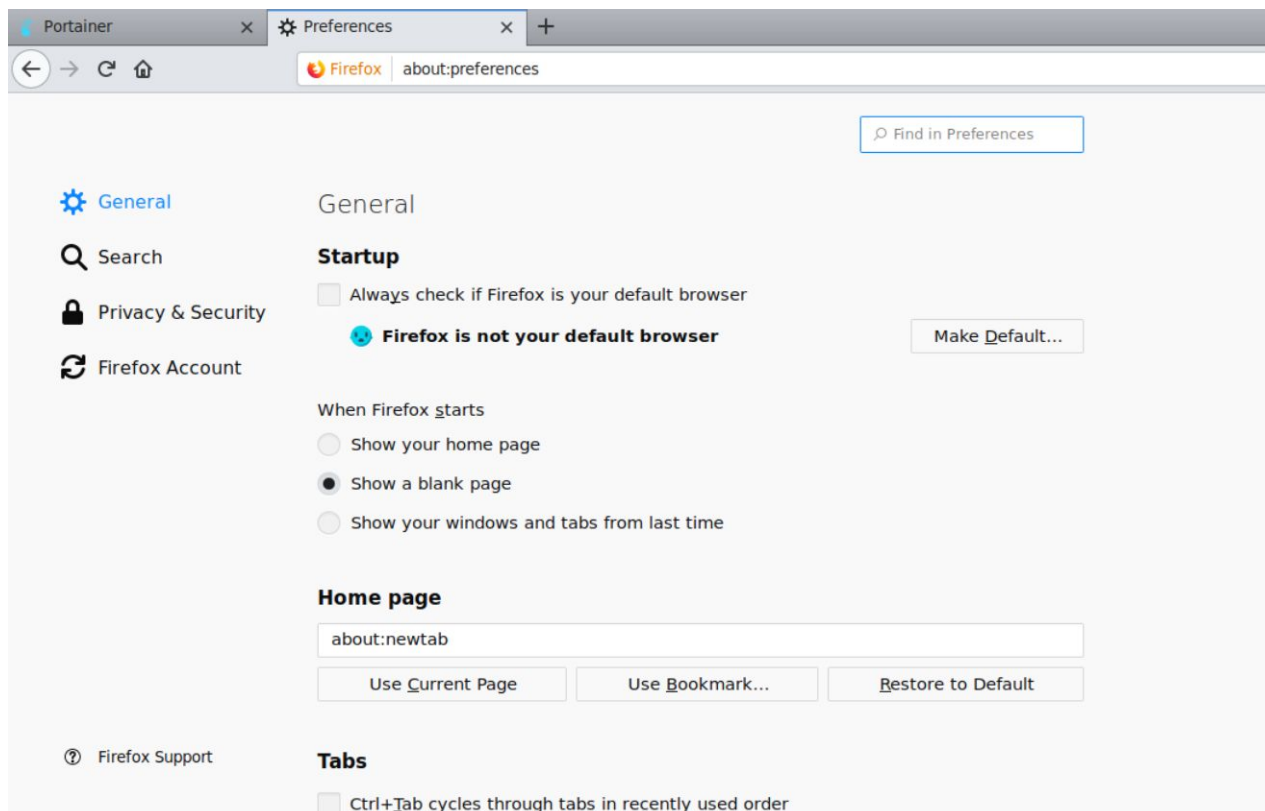 Portainer
Preferences
Firefox about:preferences
Find in Preferences
General
Search
Privacy & Security
Firefox Account
Firefox Support
General
Startup
Always check if Firefox is your default browser
Firefox is not your default browser
Make Default...
When Firefox starts
Show your home page
Show a blank page
Show your windows and tabs from last time
Home page
about:newtab
Use Current Page
Use Bookmark...
Restore to Default
Tabs
Ctrl+Tab cycles through tabs in recently used order